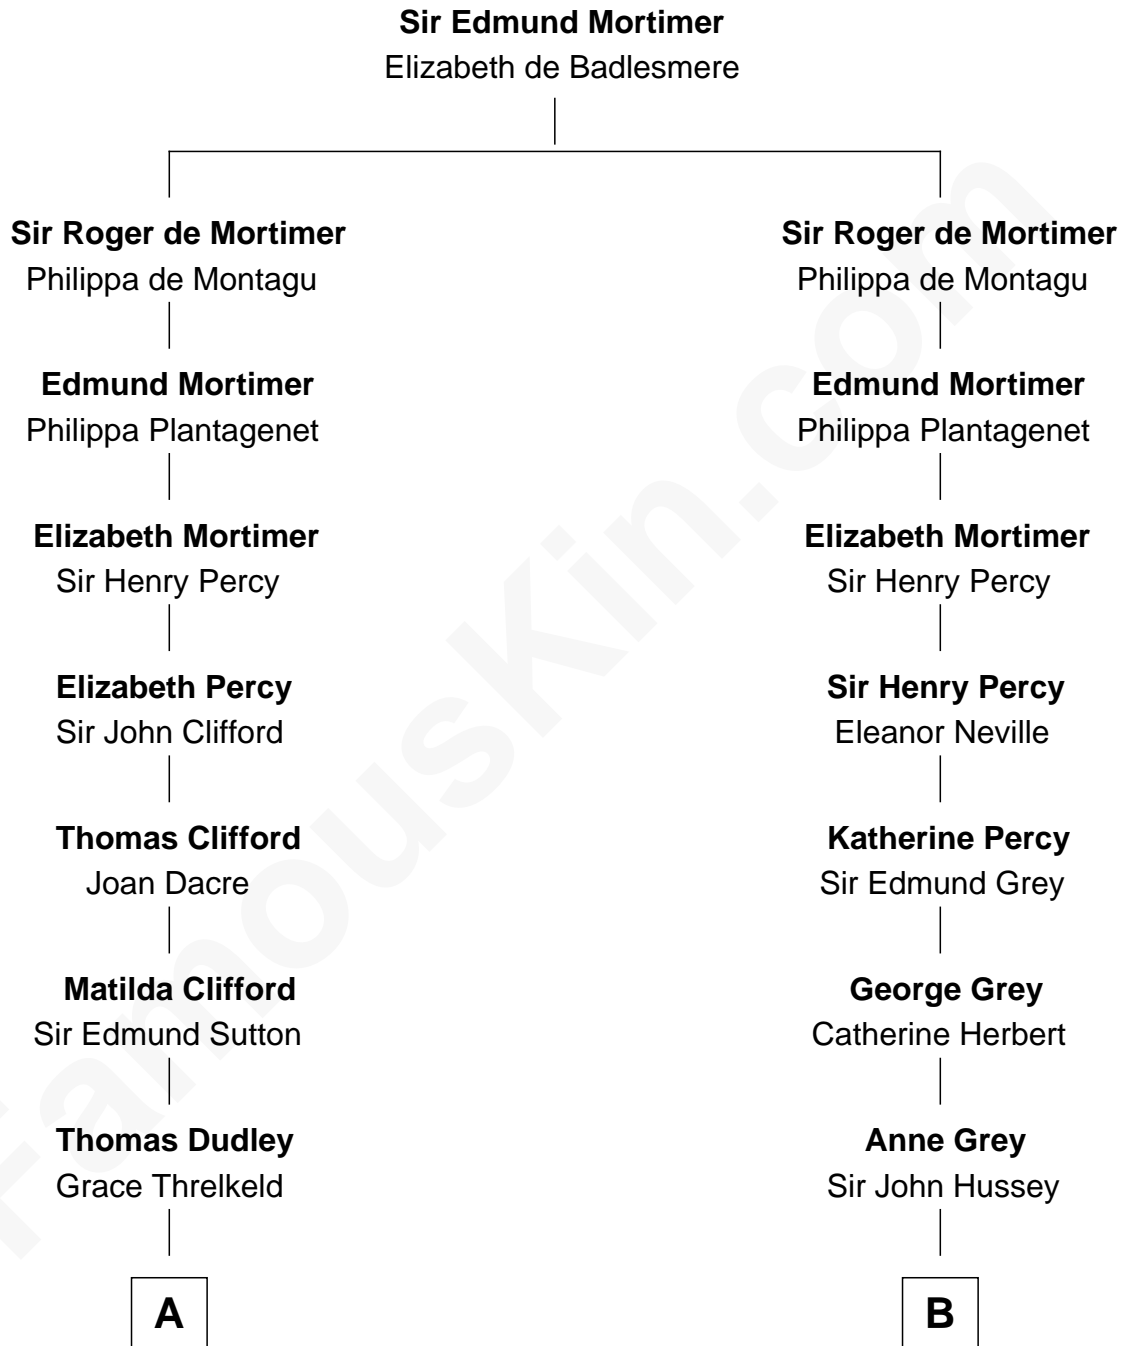 Sir Edmund Mortimer
Elizabeth de Badlesmere
Sir Roger de Mortimer
Philippa de Montagu
Edmund Mortimer
Philippa Plantagenet
Elizabeth Mortimer
Sir Henry Percy
Elizabeth Percy
Sir John Clifford
Thomas Clifford
Joan Dacre
Matilda Clifford
Sir Edmund Sutton
Thomas Dudley
Grace Threlkeld
A
Sir Roger de Mortimer
Philippa de Montagu
Edmund Mortimer
Philippa Plantagenet
Elizabeth Mortimer
Sir Henry Percy
Sir Henry Percy
Eleanor Neville
Katherine Percy
Sir Edmund Grey
George Grey
Catherine Herbert
Anne Grey
Sir John Hussey
B
FamousKin.com